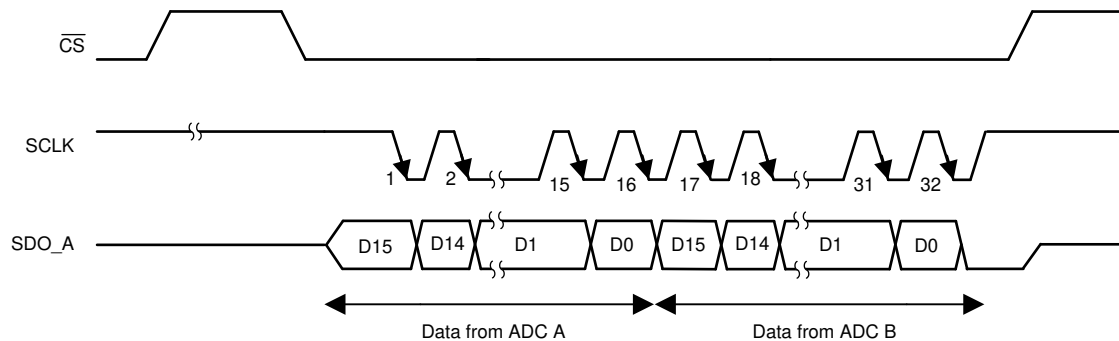 CS
SCLK
1 2 15 16 17 18 31 32
SDO_A
D15 D14 D1 D0 D15 D14 D1 D0
Data from ADC A Data from ADC B